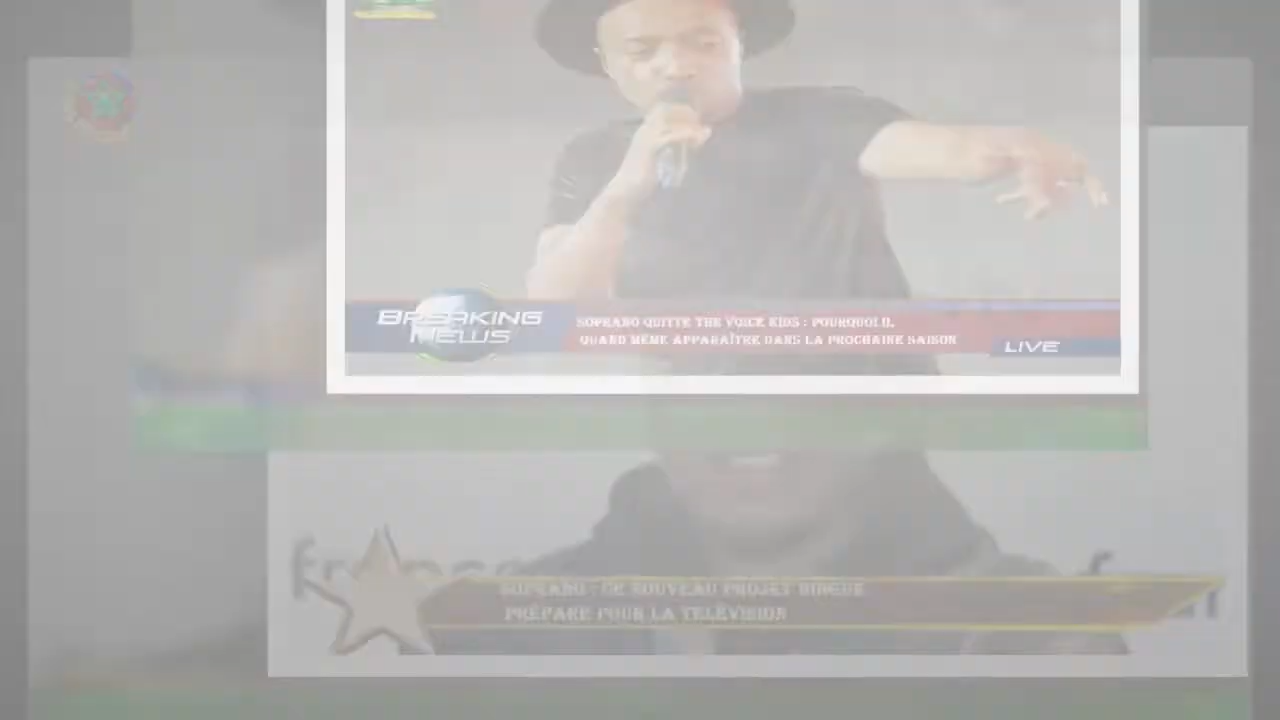 BREAKING
NEWS
SOPRANO QUITTE THE VOICE KIDS : POURQUOI IL
QUAND MÊME APPARAÎTRE DANS LA PROCHAINE SAISON
LIVE
SOPRANO : CE NOUVEAU PROJET DINGUE
PRÉPARE POUR LA TÉLÉVISION